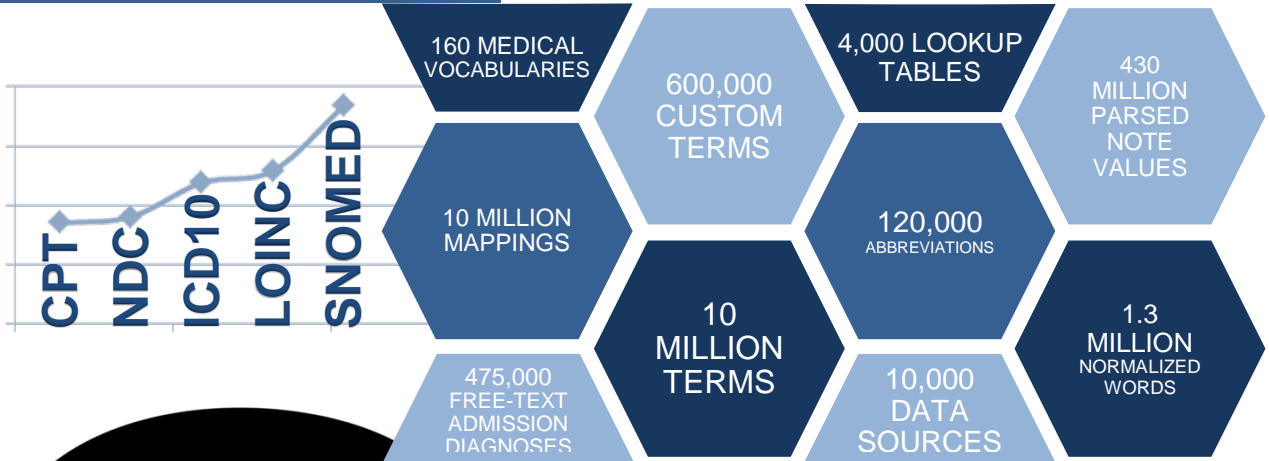 CPT
NDC
ICD10
LOINC
SNOMED
160 MEDICAL
VOCABULARIES
600,000
CUSTOM
TERMS
4,000 LOOKUP
TABLES
430
MILLION
PARSED
NOTE
VALUES
10 MILLION
MAPPINGS
120,000
ABBREVIATIONS
10
MILLION
TERMS
1.3
MILLION
NORMALIZED
WORDS
475,000
FREE-TEXT
ADMISSION
DIAGNOSES
10,000
DATA
SOURCES